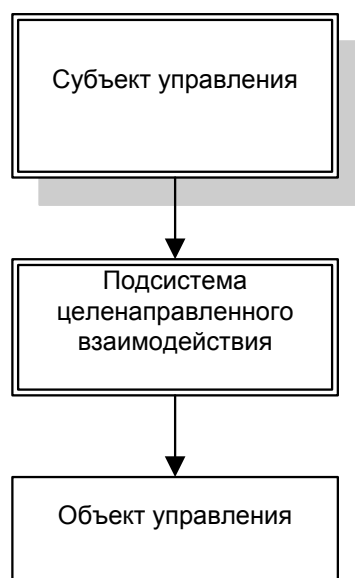 Субъект управления
Подсистема
целенаправленного
взаимодействия
Объект управления